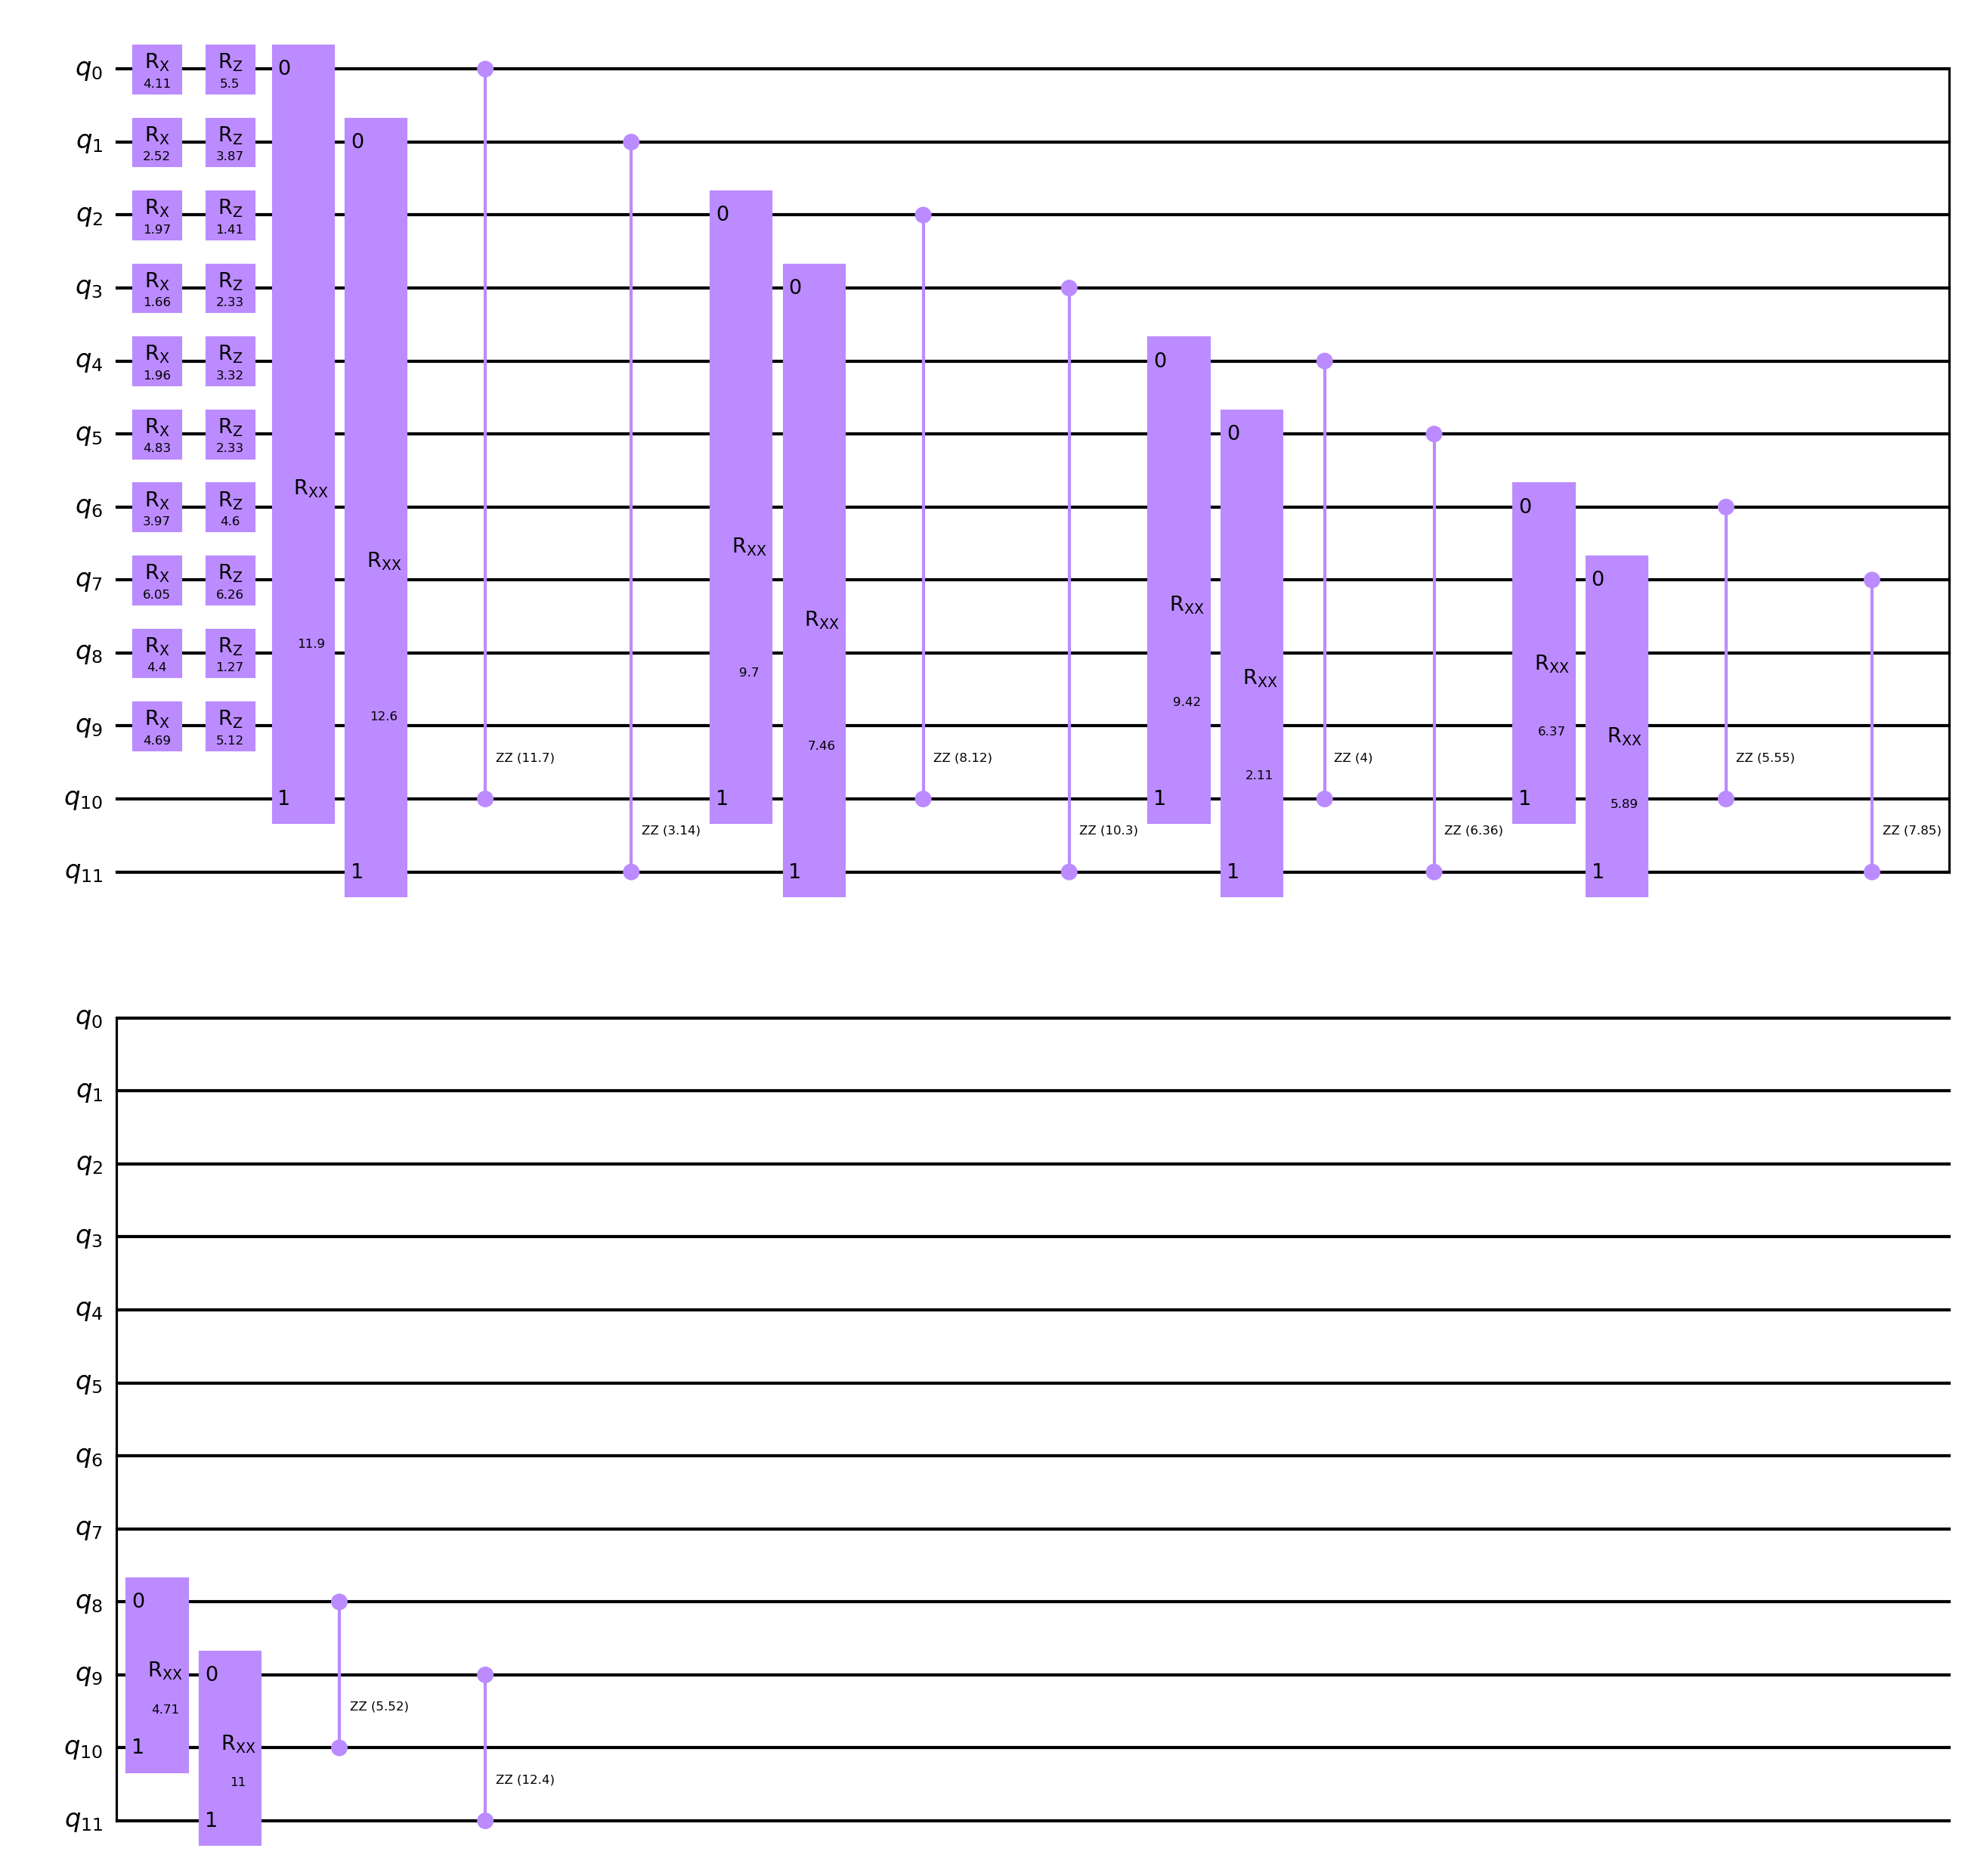 q0 RX 4.11 RZ 5.5 0
q1 RX 2.52 RZ 3.87 0
q2 RX 1.97 RZ 1.41 0
q3 RX 1.66 RZ 2.33 0
q4 RX 1.96 RZ 3.32 0
q5 RX 4.83 RZ 2.33 0
q6 RX 3.97 RZ 4.6 RXX 0
q7 RX 6.05 RZ 6.26 RXX RXX RXX RXX 0
q8 RX 4.4 RZ 1.27 11.9 9.7 RXX RXX
q9 RX 4.69 RZ 5.12 12.6 7.46 9.42 6.37 RXX
ZZ (11.7) ZZ (8.12) 2.11 ZZ (4) ZZ (5.55)
q10 1 1 1 1 5.89
ZZ (3.14) ZZ (10.3) ZZ (6.36) ZZ (7.85)
q11 1 1 1 1
q0
q1
q2
q3
q4
q5
q6
q7
q8 0
q9 RXX 0
4.71 ZZ (5.52)
q10 1 RXX
11 ZZ (12.4)
q11 1